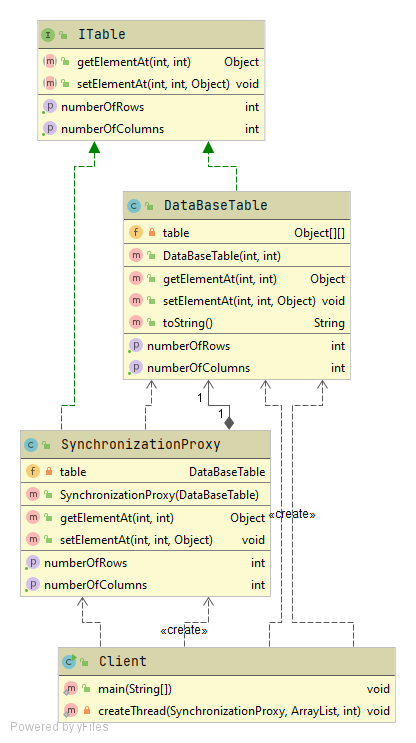 ITable
getElementAt(int, int) Object
setElementAt(int, int, Object) void
numberOfRows int
numberOfColumns int
DataBaseTable
table Object[][]
DataBaseTable(int, int)
getElementAt(int, int) Object
setElementAt(int, int, Object) void
toString() String
numberOfRows int
numberOfColumns int
1
1
SynchronizationProxy
table DataBaseTable
SynchronizationProxy(DataBaseTable)
getElementAt(int, int) Object
setElementAt(int, int, Object) void
numberOfRows int
numberOfColumns int
«create»
«create»
Client
main(String[]) void
createThread(SynchronizationProxy, ArrayList, int) void
Powered by yFiles